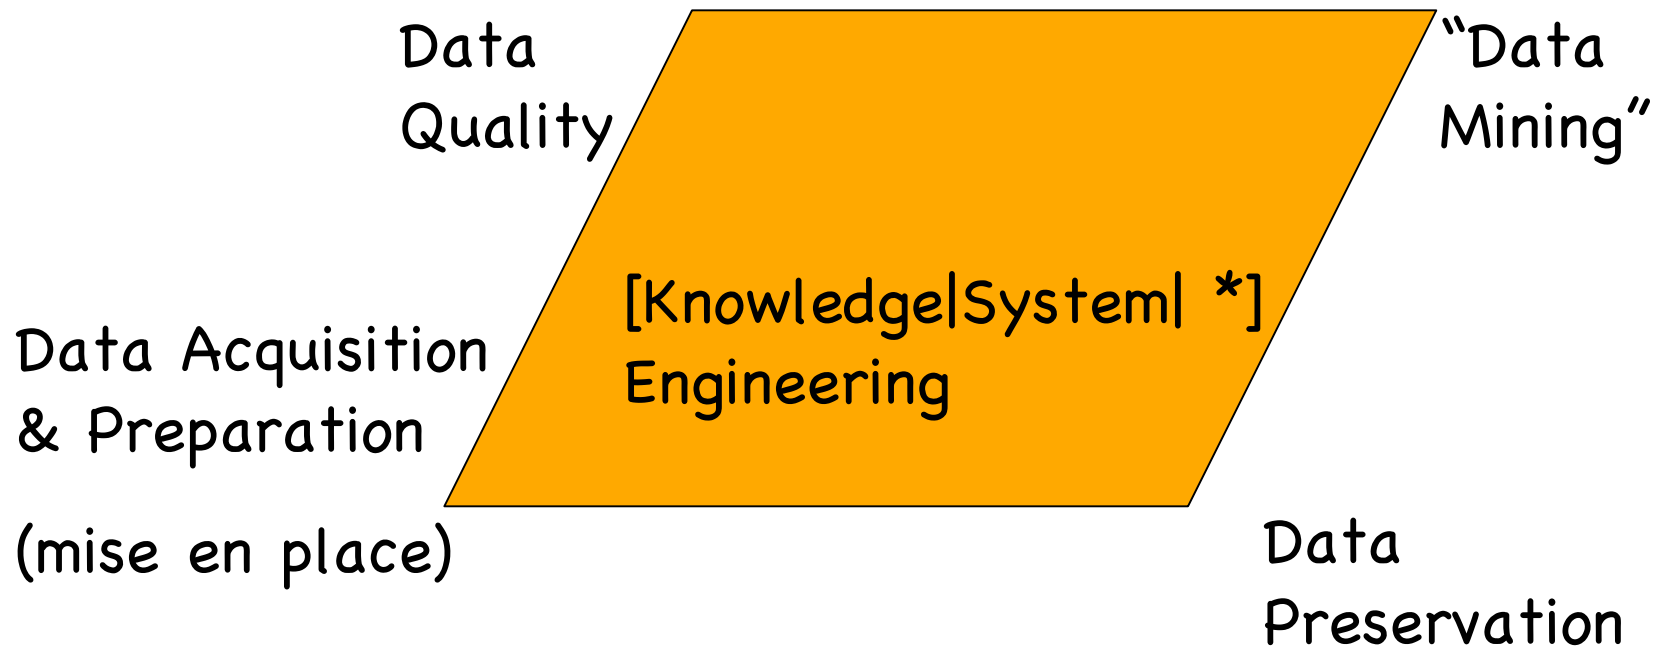 Data
Quality
“Data
Mining”
[Knowledge|System| *]
Engineering
Data Acquisition
& Preparation
(mise en place)
Data
Preservation